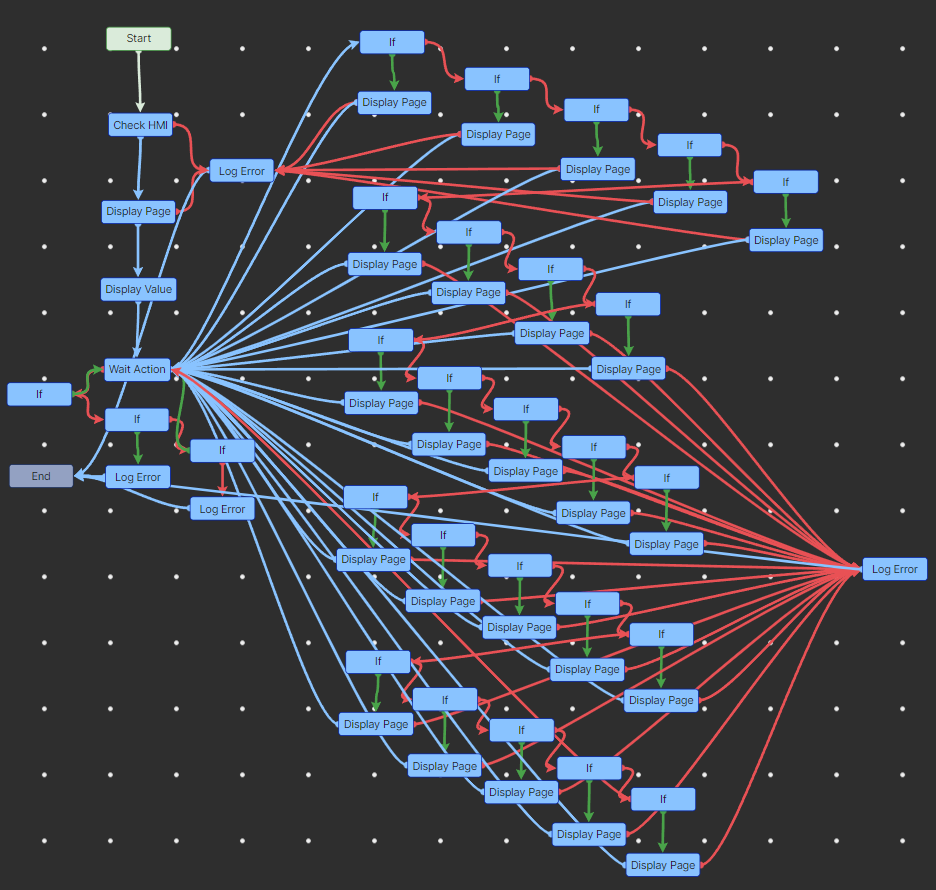 Start
If
If
Display Page
If
Check HMI
Display Page
If
Log Error
Display Page
If
If
Display Page
Display Page
If
Display Page
Display Page
If
Display Value
Display Page
If
Display Page
If
Wait Action
Display Page
If
If
Display Page
If
If
Display Page
If
If
End
Log Error
Display Page
If
If
Log Error
Display Page
If
Display Page
Display Page
If
Log Error
Display Page
If
Display Page
If
If
Display Page
If
Display Page
If
Display Page
If
Display Page
If
Display Page
If
Display Page
Display Page